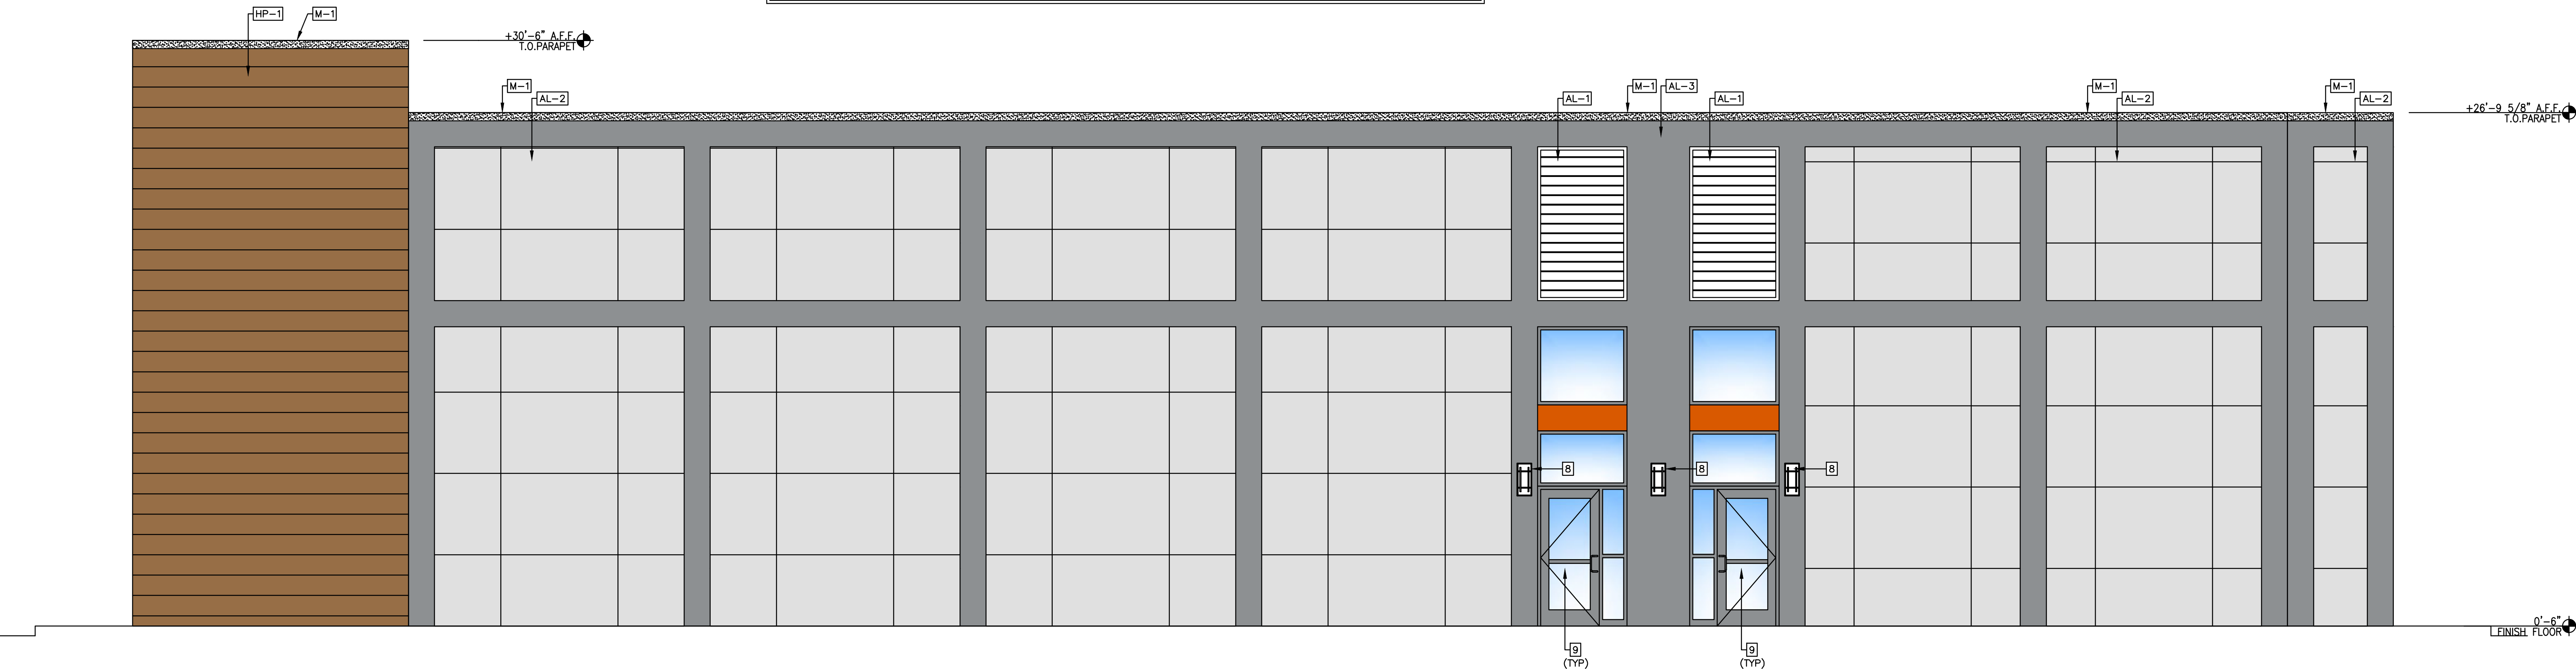 HP-1
M-1
+30'-6" A.F.F.
T.O.PARAPET
M-1
AL-2
AL-1
M-1
AL-3
AL-1
M-1
AL-2
M-1
AL-2
+26'-9 5/8" A.F.F.
T.O.PARAPET
8
8
8
9
(TYP)
9
(TYP)
0'-6"
FINISH FLOOR